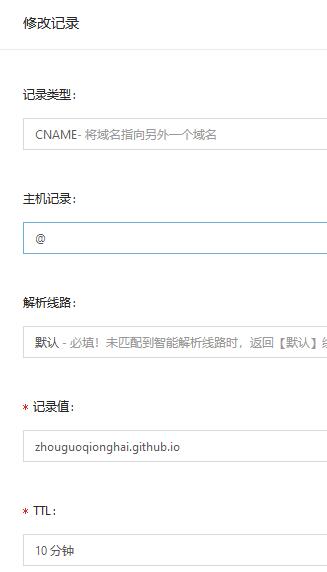 修改记录
记录类型：
CNAME- 将域名指向另外一个域名
主机记录：
@
解析线路：
默认 - 必填！未匹配到智能解析线路时，返回【默认】
* 记录值：
zhouguoqionghai.github.io
* TTL：
10 分钟